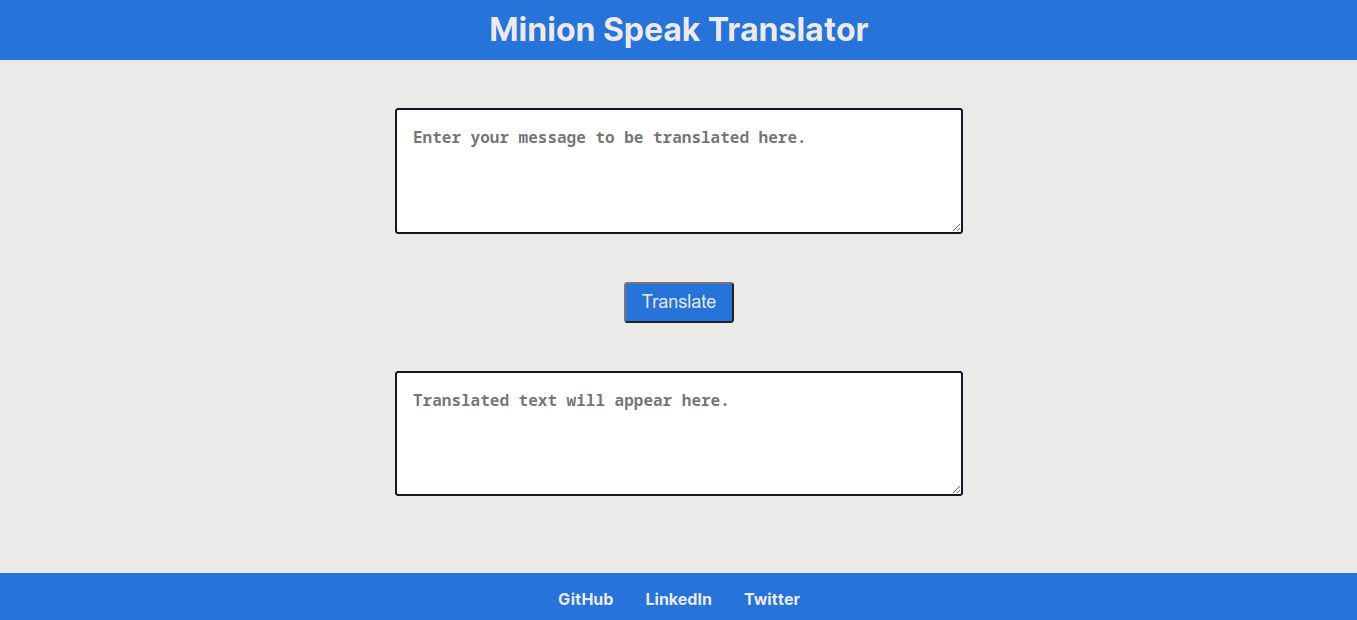 Minion Speak Translator
Enter your message to be translated here.
Translate
Translated text will appear here.
GitHub LinkedIn Twitter